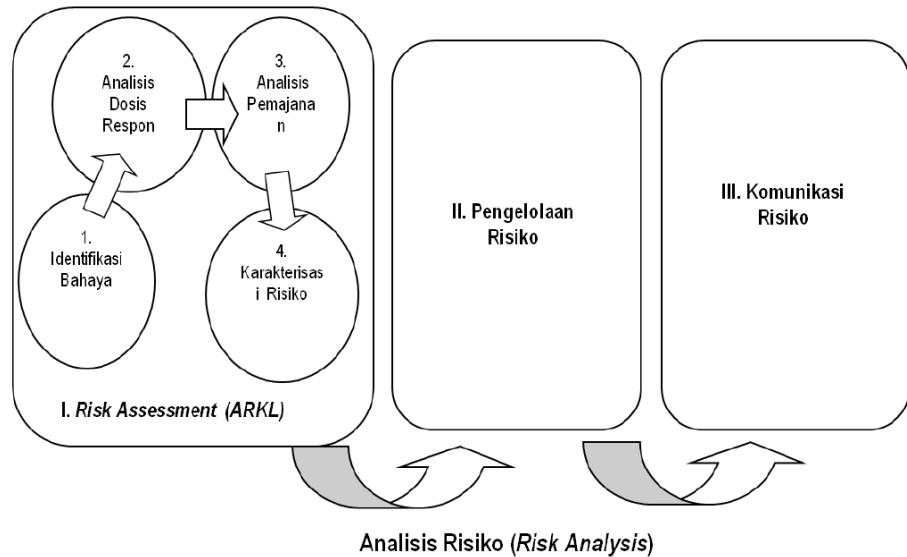 2.
Analisis
Dosis
Respon
3.
Analisis
Pemajana
n
1.
Identifikasi
Bahaya
4.
Karakterisas
i Risiko
I. Risk Assessment (ARKL)
II. Pengelolaan
Risiko
III. Komunikasi
Risiko
Analisis Risiko (Risk Analysis)